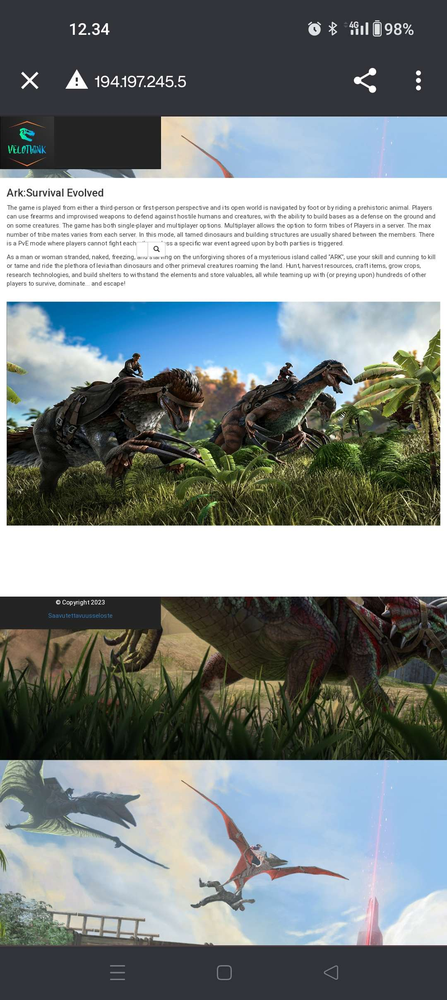 12.34
4G
98%
194.197.245.5
VELOTHINK
Ark:Survival Evolved
The game is played from either a third-person or first-person perspective and its open world is navigated by foot or by riding a prehistoric animal. Players
can use firearms and improvised weapons to defend against hostile humans and creatures, with the ability to build bases as a defense on the ground and
on some creatures. The game has both single-player and multiplayer options. Multiplayer allows the option to form tribes of Players in a server. The max
number of tribe mates varies from each server. In this mode, all tamed dinosaurs and building structures are usually shared between the members. There
is a PvE mode where players cannot fight each a specific war event agreed upon by both parties is triggered.
As a man or woman stranded, naked, freezing, and starving on the unforgiving shores of a mysterious island called "ARK", use your skill and cunning to kill
or tame and ride the plethora of leviathan dinosaurs and other primeval creatures roaming the land. Hunt, harvest resources, craft items, grow crops,
research technologies, and build shelters to withstand the elements and store valuables, all while teaming up with (or preying upon) hundreds of other
players to survive, dominate... and escape!
© Copyright 2023
Saavutettavuusseloste